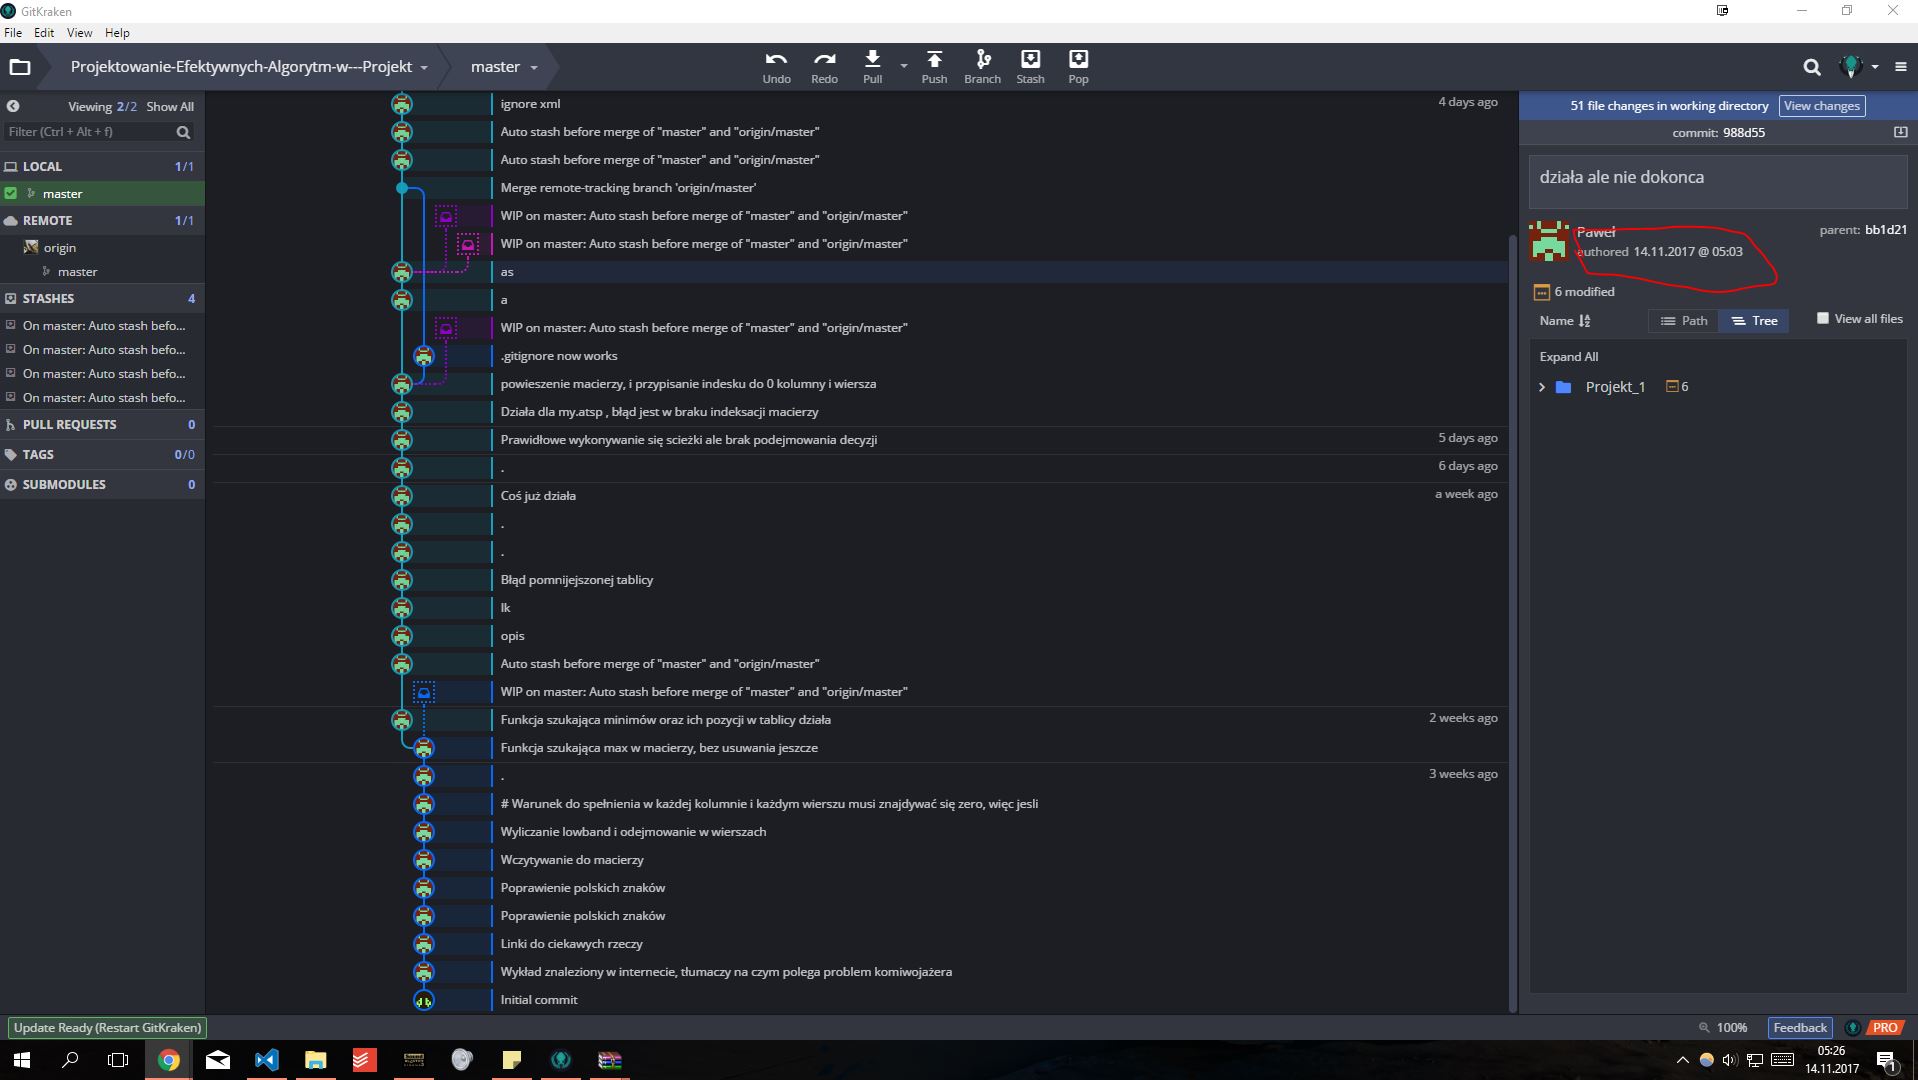 GitKraken
File Edit View Help
Projektowanie-Efektywnych-Algorytm-w---Projekt
master
Undo Redo Pull Push Branch Stash Pop
Viewing 2/2 Show All
Filter (Ctrl + Alt + f)
LOCAL 1/1
master
REMOTE 1/1
origin
master
STASHES 4
On master: Auto stash befo...
On master: Auto stash befo...
On master: Auto stash befo...
On master: Auto stash befo...
PULL REQUESTS 0
TAGS 0/0
SUBMODULES 0
ignore xml 4 days ago
Auto stash before merge of "master" and "origin/master"
Auto stash before merge of "master" and "origin/master"
Merge remote-tracking branch 'origin/master'
WIP on master: Auto stash before merge of "master" and "origin/master"
WIP on master: Auto stash before merge of "master" and "origin/master"
as
a
WIP on master: Auto stash before merge of "master" and "origin/master"
.gitignore now works
powieszenie macierzy, i przypisanie indesku do 0 kolumny i wiersza
Działa dla my.atsp , błąd jest w braku indeksacji macierzy
Prawidłowe wykonywanie się scieżki ale brak podejmowania decyzji 5 days ago
. 6 days ago
Coś już działa a week ago
.
.
Błąd pomnijejszonej tablicy
lk
opis
Auto stash before merge of "master" and "origin/master"
WIP on master: Auto stash before merge of "master" and "origin/master"
Funkcja szukająca minimów oraz ich pozycji w tablicy działa 2 weeks ago
Funkcja szukająca max w macierzy, bez usuwania jeszcze
. 3 weeks ago
# Warunek do spełnienia w każdej kolumnie i każdym wierszu musi znajdywać się zero, więc jesli
Wyliczanie lowband i odejmowanie w wierszach
Wczytywanie do macierzy
Poprawienie polskich znaków
Poprawienie polskich znaków
Linki do ciekawych rzeczy
Wykład znaleziony w internecie, tłumaczy na czym polega problem komiwojażera
Initial commit
51 file changes in working directory View changes
commit: 988d55
działa ale nie dokonca
Paweł parent: bb1d21
authored 14.11.2017 @ 05:03
6 modified
Name Path Tree View all files
Expand All
Projekt_1 6
Update Ready (Restart GitKraken)
100% Feedback PRO
05:26
14.11.2017
1